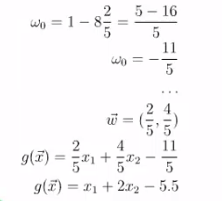 ω₀ = 1 − 8 2/5 = (5 − 16)/5
ω₀ − 11/5
...
w⃗ = (2/5, 4/5)
g(x⃗) = 2/5 x₁ + 4/5 x₂ − 11/5
g(x⃗) = x₁ + 2x₂ − 5.5